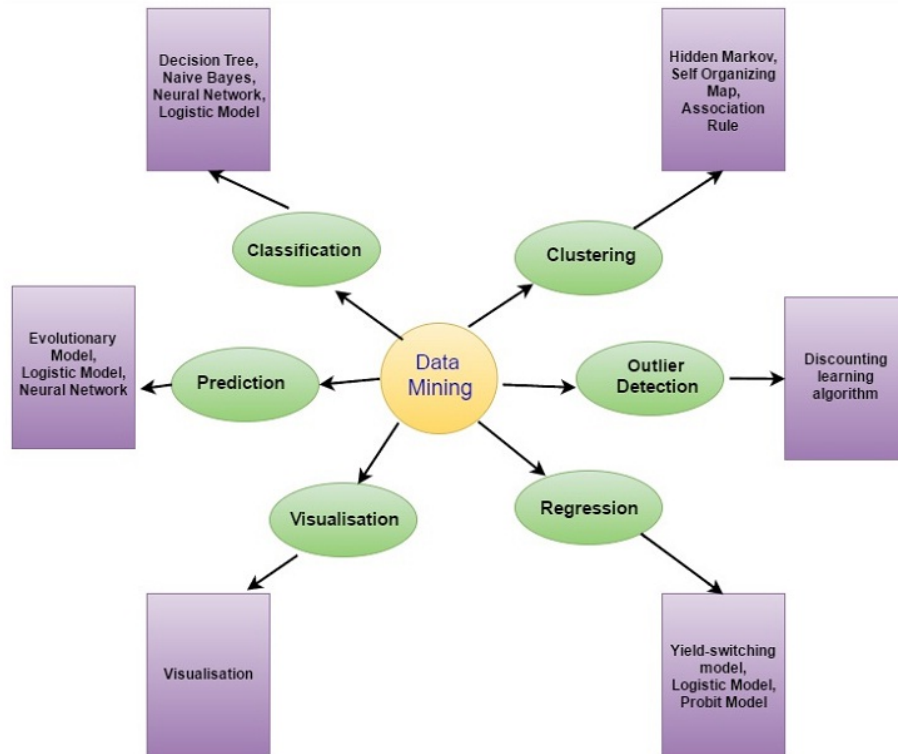 Decision Tree,
Naive Bayes,
Neural Network,
Logistic Model
Hidden Markov,
Self Organizing
Map,
Association
Rule
Classification
Clustering
Evolutionary
Model,
Logistic Model,
Neural Network
Prediction
Data
Mining
Outlier
Detection
Discounting
learning
algorithm
Visualisation
Regression
Visualisation
Yield-switching
model,
Logistic Model,
Probit Model